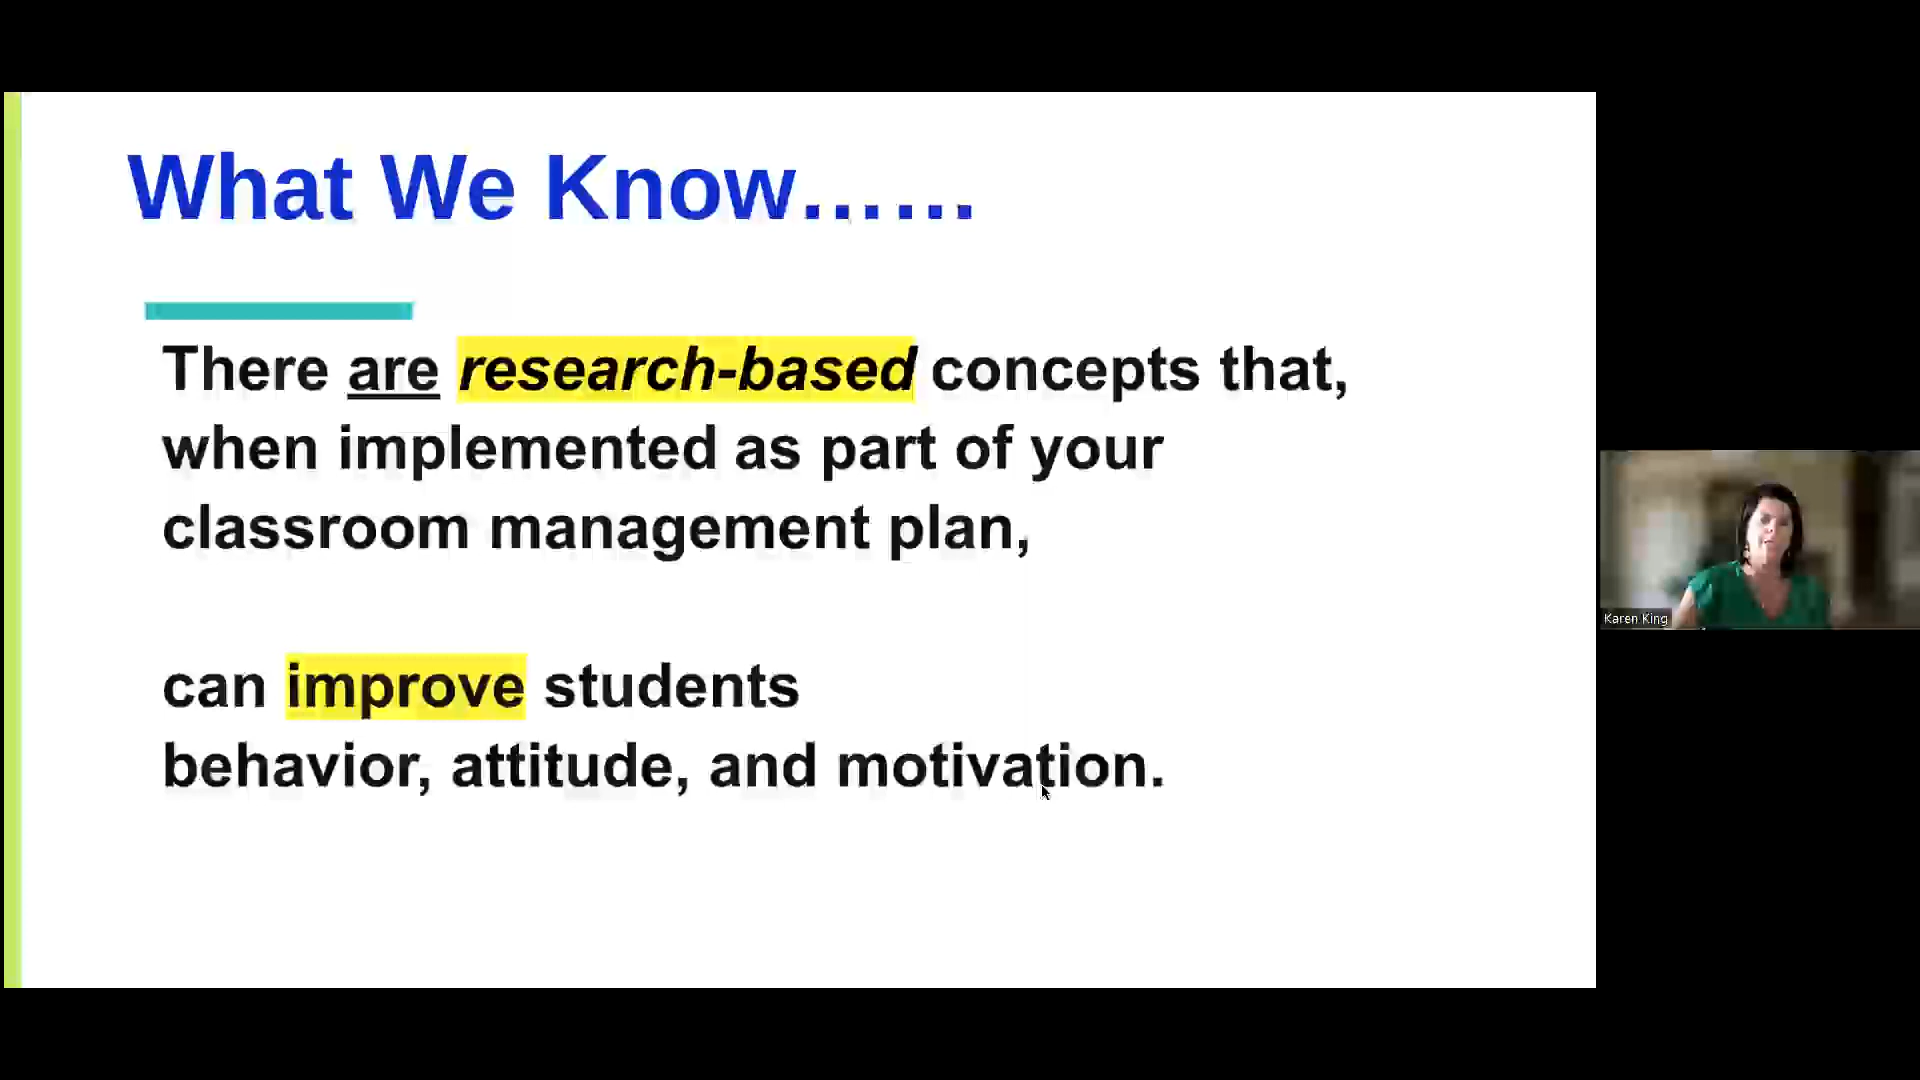 What We Know......
There are research-based concepts that,
when implemented as part of your
classroom management plan,
can improve students
behavior, attitude, and motivation.
Karen King